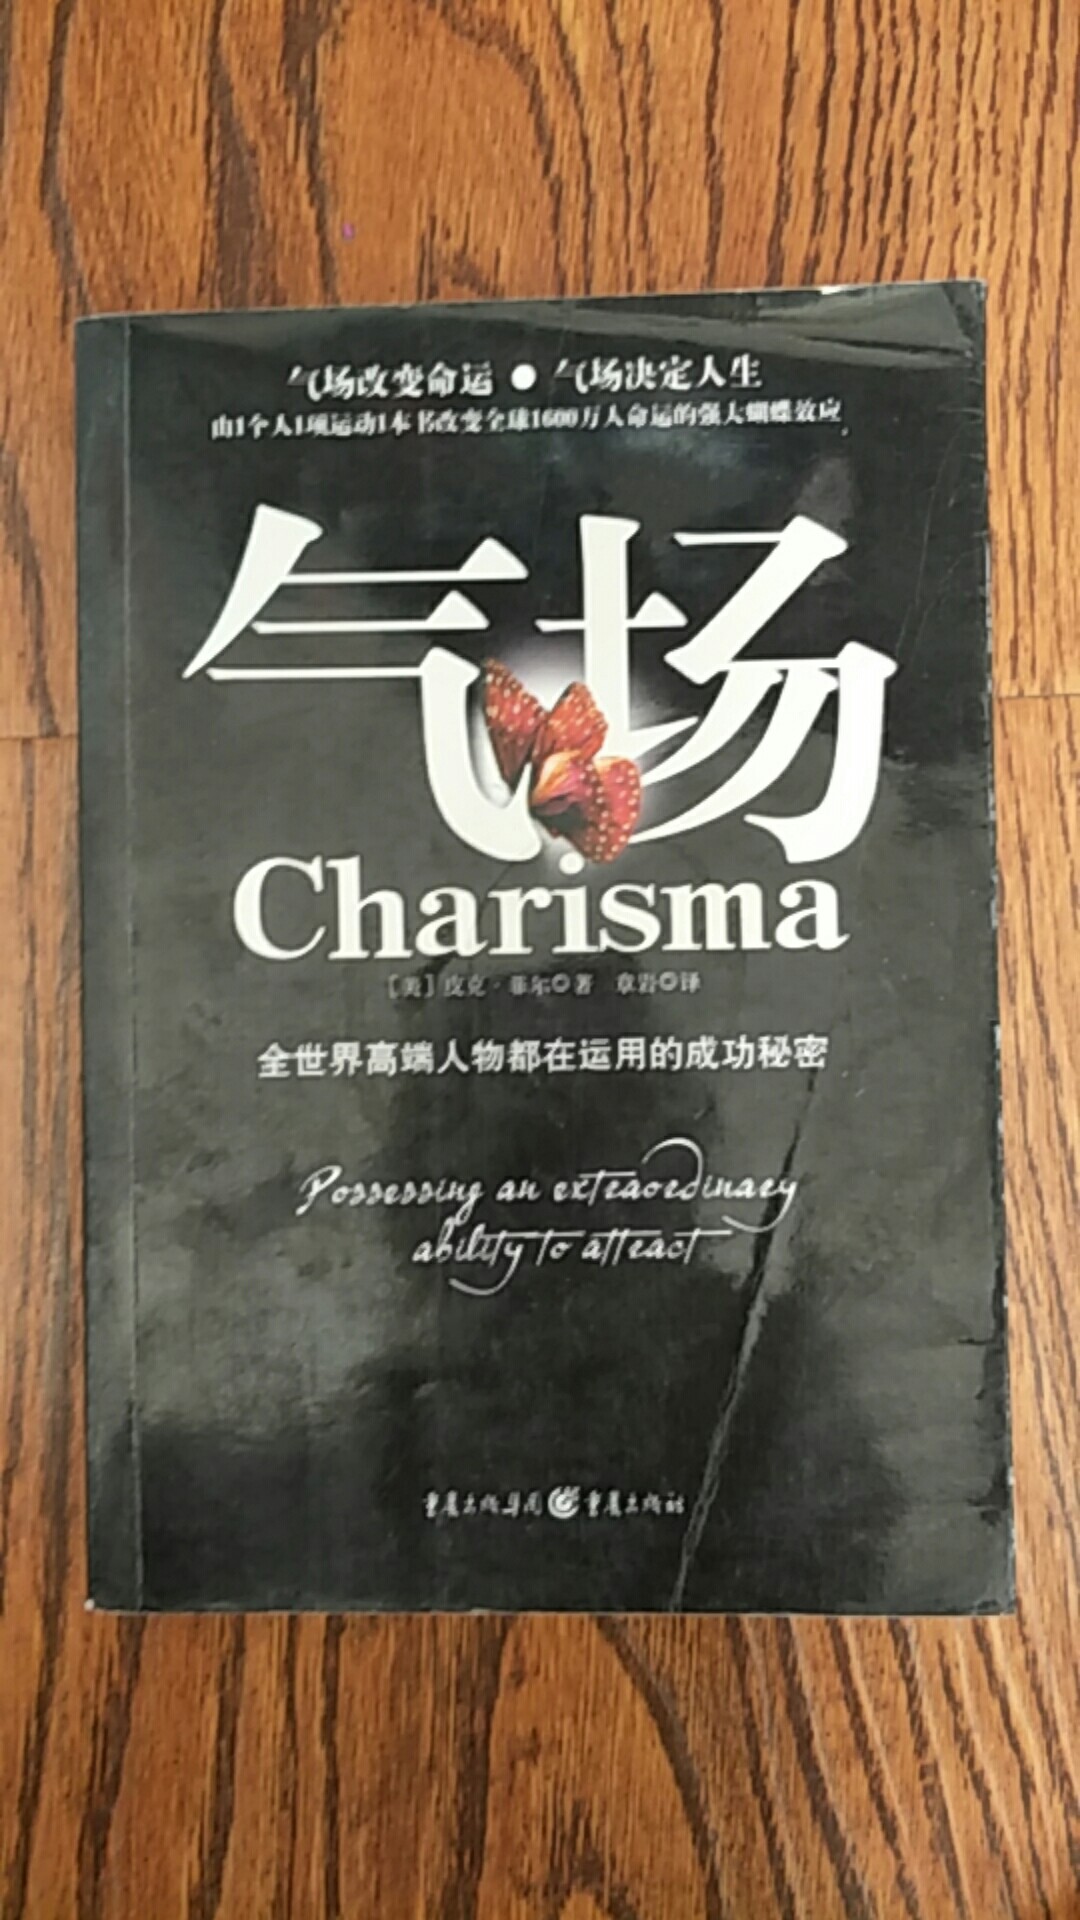 气场改变命运 ● 气场决定人生
由1个人1项运动1本书改变全球1600万人命运的强大蝴蝶效应
气场
Charisma
[美] 皮克·菲尔◎著 章岩◎译
全世界高端人物都在运用的成功秘密
Possessing an extraordinary
ability to attract
重庆出版集团 重庆出版社